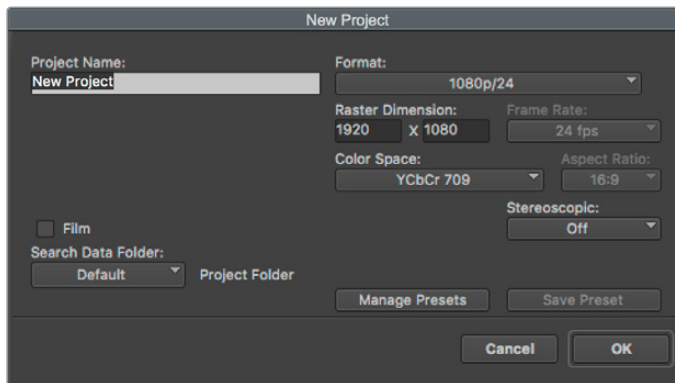 New Project
Project Name:
New Project
Format:
1080p/24
Raster Dimension:
Frame Rate:
1920 x 1080
24 fps
Color Space:
Aspect Ratio:
YCbCr 709
16:9
Stereoscopic:
Off
Film
Search Data Folder:
Default
Project Folder
Manage Presets
Save Preset
Cancel
OK